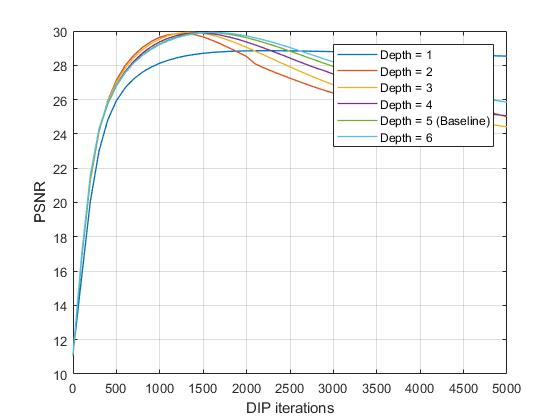 30
28
26
24
22
20
18
16
14
12
10
PSNR
Depth = 1
Depth = 2
Depth = 3
Depth = 4
Depth = 5 (Baseline)
Depth = 6
0 500 1000 1500 2000 2500 3000 3500 4000 4500 5000
DIP iterations